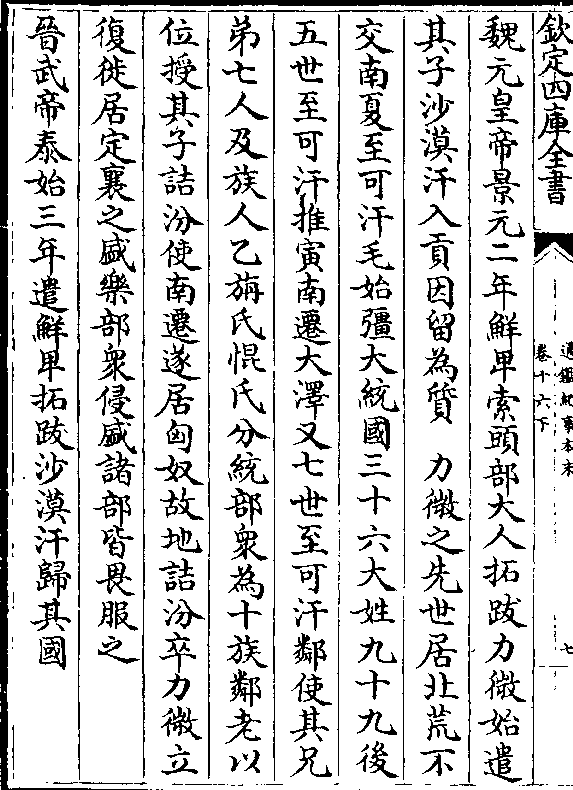 欽定四庫全書
通鑑紀事本末
卷十六下
七
魏元皇帝景元二年鮮卑索頭部大人拓跋力微始遣
其子沙漠汗入貢因留為質　力微之先世居北荒不
交南夏至可汗毛始彊大統國三十六大姓九十九後
五世至可汗推寅南遷大澤又七世至可汗鄰使其兄
弟七人及族人乙旃氏惃氏分統部衆為十族鄰老以
位授其子詰汾使南遷遂居匈奴故地詰汾卒力微立
復徙居定襄之盛樂部衆侵盛諸部皆畏服之
晉武帝泰始三年遣鮮卑拓跋沙漠汗歸其國